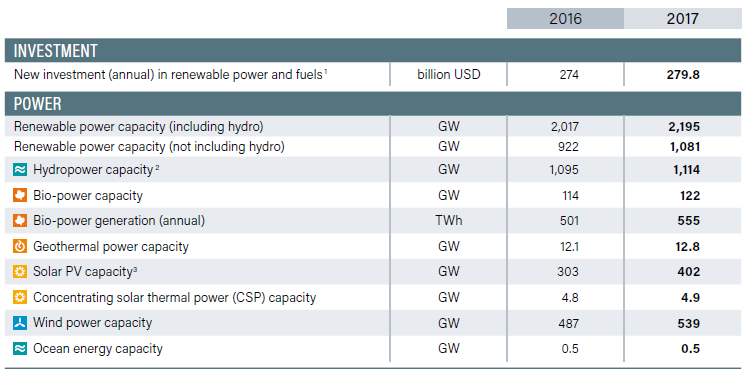 2016 2017
INVESTMENT
New investment (annual) in renewable power and fuels¹ billion USD 274 279.8
POWER
Renewable power capacity (including hydro) GW 2,017 2,195
Renewable power capacity (not including hydro) GW 922 1,081
Hydropower capacity² GW 1,095 1,114
Bio-power capacity GW 114 122
Bio-power generation (annual) TWh 501 555
Geothermal power capacity GW 12.1 12.8
Solar PV capacity³ GW 303 402
Concentrating solar thermal power (CSP) capacity GW 4.8 4.9
Wind power capacity GW 487 539
Ocean energy capacity GW 0.5 0.5